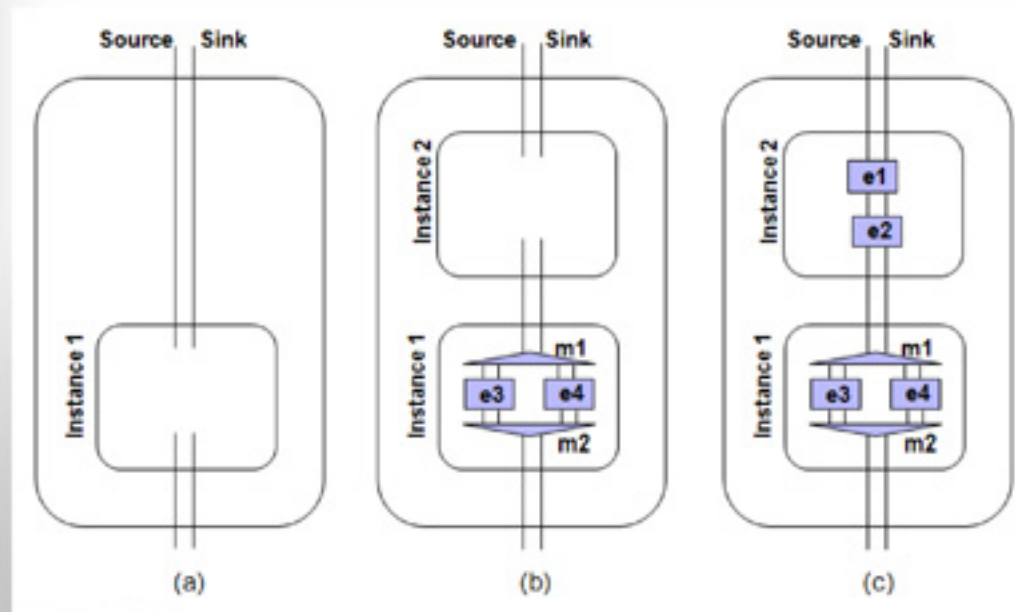 Source Sink
Instance 1
(a)
Source Sink
Instance 2
Instance 1
m1
e3 e4
m2
(b)
Source Sink
Instance 2
e1
e2
Instance 1
m1
e3 e4
m2
(c)